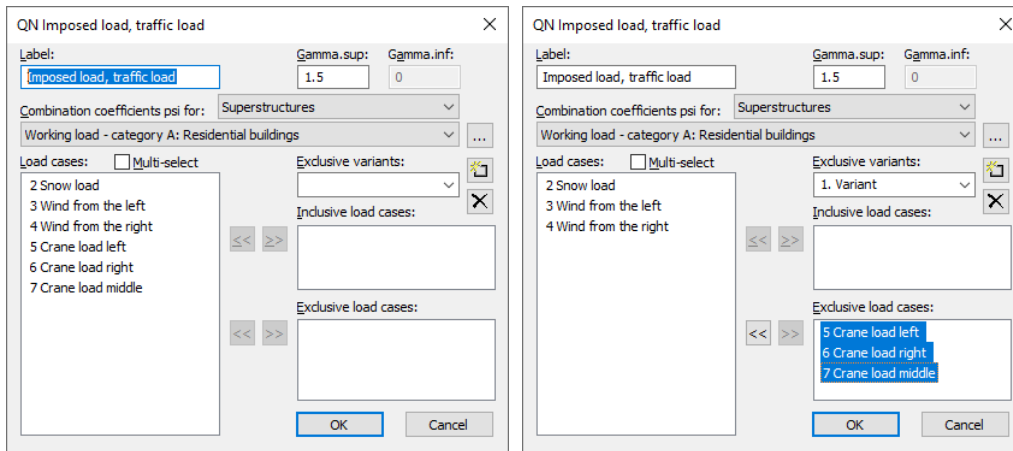 QN Imposed load, traffic load
Label: Gamma.sup: Gamma.inf:
Imposed load, traffic load 1.5 0
Combination coefficients psi for: Superstructures
Working load - category A: Residential buildings ...
Load cases: Multi-select Exclusive variants:
2 Snow load
3 Wind from the left
4 Wind from the right
5 Crane load left
6 Crane load right
7 Crane load middle
Inclusive load cases:
<< >>
Exclusive load cases:
<< >>
OK Cancel
QN Imposed load, traffic load
Label: Gamma.sup: Gamma.inf:
Imposed load, traffic load 1.5 0
Combination coefficients psi for: Superstructures
Working load - category A: Residential buildings ...
Load cases: Multi-select Exclusive variants:
2 Snow load
3 Wind from the left
4 Wind from the right
1. Variant
Inclusive load cases:
<< >>
Exclusive load cases:
<< >>
5 Crane load left
6 Crane load right
7 Crane load middle
OK Cancel